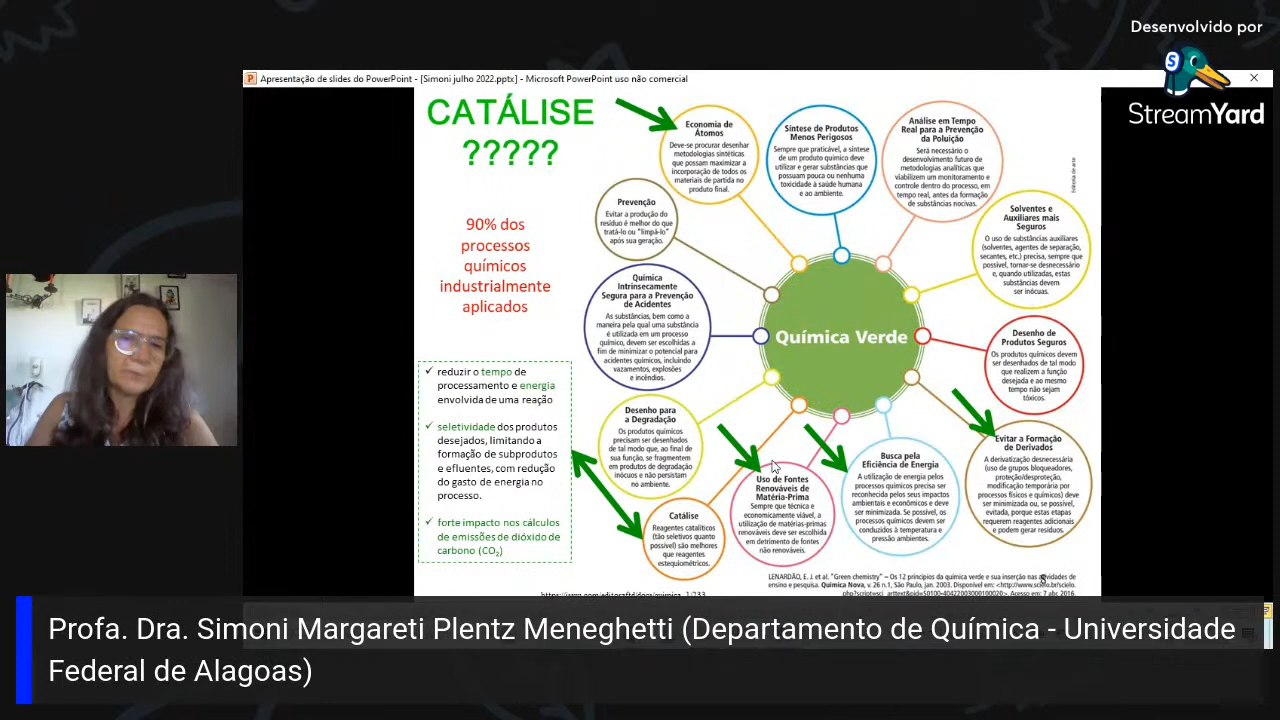 Desenvolvido por
StreamYard
Apresentação de slides do PowerPoint - [Simoni julho 2022.pptx] - Microsoft PowerPoint uso não comercial
CATÁLISE
?????
90% dos
processos
químicos
industrialmente
aplicados
✓ reduzir o tempo de
processamento e energia
envolvida de uma reação
✓ seletividade dos produtos
desejados, limitando a
formação de subprodutos
e efluentes, com redução
do gasto de energia no
processo.
✓ forte impacto nos cálculos
de emissões de dióxido de
carbono (CO₂)
Economia de
Átomos
Deve-se procurar desenhar
metodologias sintéticas
que possam maximizar a
incorporação de todos os
materiais de partida no
produto final.
Síntese de Produtos
Menos Perigosos
Sempre que praticável, a síntese
de um produto químico deve
utilizar e gerar substâncias que
possuam pouca ou nenhuma
toxicidade à saúde humana
e ao ambiente.
Análise em Tempo
Real para a Prevenção
da Poluição
Será necessário o
desenvolvimento futuro de
metodologias analíticas que
viabilizem um monitoramento e
controle dentro do processo, em
tempo real, antes da formação
de substâncias nocivas.
Editoria de arte
Prevenção
Evitar a produção do
resíduo é melhor do que
tratá-lo ou “limpá-lo”
após sua geração.
Solventes e
Auxiliares mais
Seguros
O uso de substâncias auxiliares
(solventes, agentes de separação,
secantes, etc.) precisa, sempre que
possível, tornar-se desnecessário
e, quando utilizadas, estas
substâncias devem
ser inócuas.
Química
Intrinsecamente
Segura para a Prevenção
de Acidentes
As substâncias, bem como a
maneira pela qual uma substância
é utilizada em um processo
químico, devem ser escolhidas a
fim de minimizar o potencial para
acidentes químicos, incluindo
vazamentos, explosões
e incêndios.
Química Verde
Desenho de
Produtos Seguros
Os produtos químicos devem
ser desenhados de tal modo
que realizem a função
desejada e ao mesmo
tempo não sejam
tóxicos.
Desenho para
a Degradação
Os produtos químicos
precisam ser desenhados
de tal modo que, ao final de
sua função, se fragmentem
em produtos de degradação
inócuos e não persistam
no ambiente.
Catálise
Reagentes catalíticos
(tão seletivos quanto
possível) são melhores
que reagentes
estequiométricos.
Uso de Fontes
Renováveis de
Matéria-Prima
Sempre que técnica e
economicamente viável, a
utilização de matérias-primas
renováveis deve ser escolhida
em detrimento de fontes
não renováveis.
Busca pela
Eficiência de Energia
A utilização de energia pelos
processos químicos precisa ser
reconhecida pelos seus impactos
ambientais e econômicos e deve
ser minimizada. Se possível, os
processos químicos devem ser
conduzidos à temperatura e
pressão ambientes.
Evitar a Formação
de Derivados
A derivatização desnecessária
(uso de grupos bloqueadores,
proteção/desproteção,
modificação temporária por
processos físicos e químicos) deve
ser minimizada ou, se possível,
evitada, porque estas etapas
requerem reagentes adicionais
e podem gerar resíduos.
LENARDÃO, E. J. et al. “Green chemistry” – Os 12 princípios da química verde e sua inserção nas atividades de
ensino e pesquisa. Química Nova, v. 26 n.1, São Paulo, jan. 2003. Disponível em: <http://www.scielo.br/scielo.
8
Profa. Dra. Simoni Margareti Plentz Meneghetti (Departamento de Química - Universidade
Federal de Alagoas)